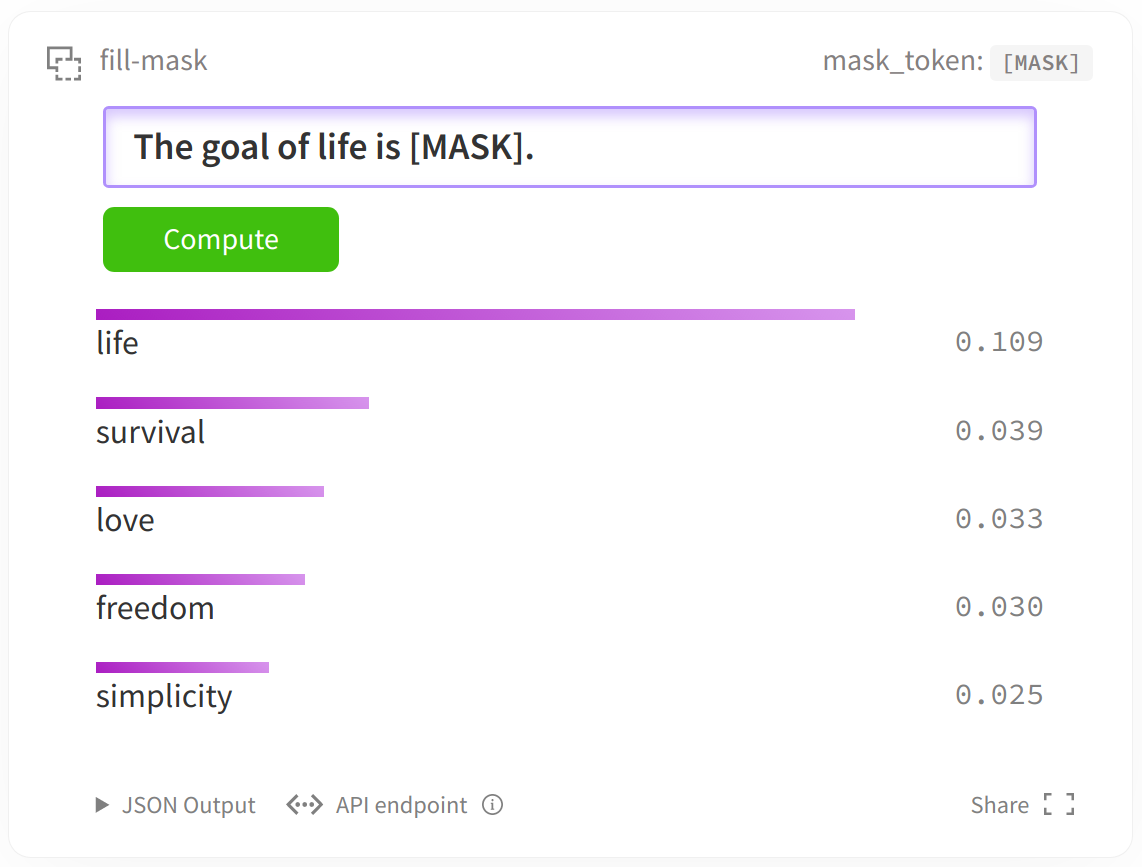 fill-mask mask_token: [MASK]
The goal of life is [MASK].
Compute
life 0.109
survival 0.039
love 0.033
freedom 0.030
simplicity 0.025
JSON Output API endpoint Share